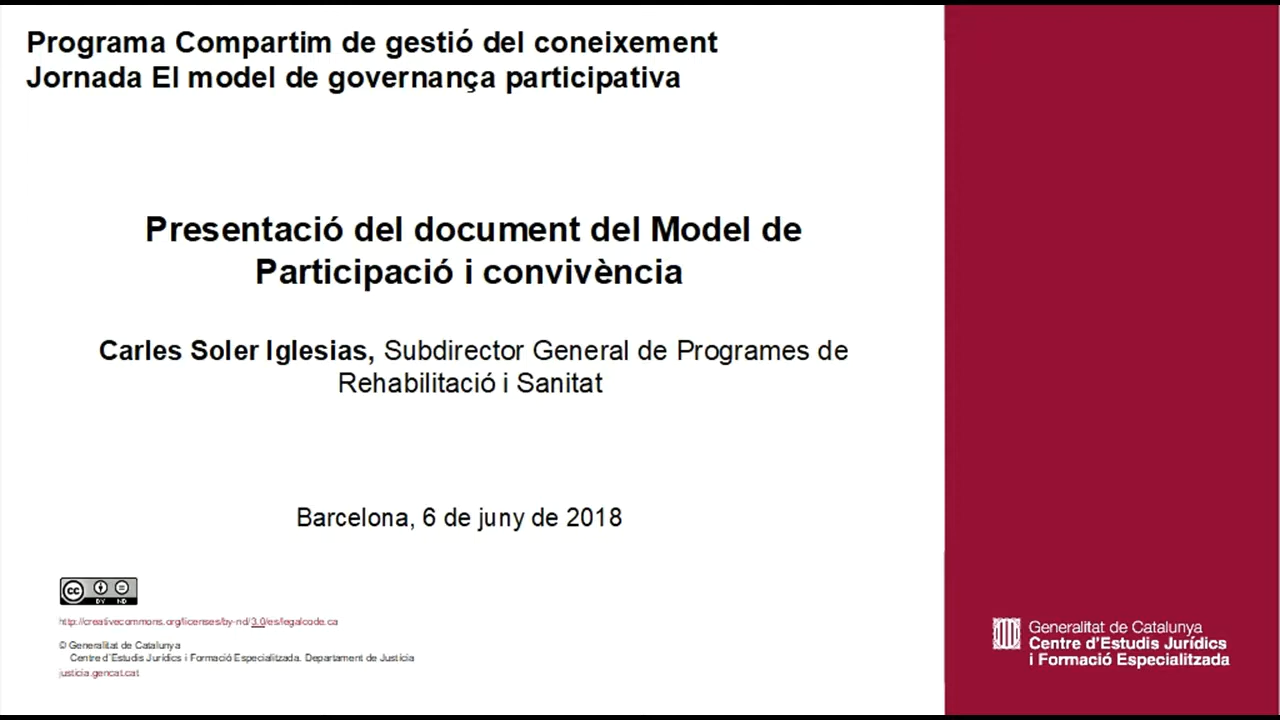 Programa Compartim de gestió del coneixement
Jornada El model de governança participativa
Presentació del document del Model de
Participació i convivència
Carles Soler Iglesias, Subdirector General de Programes de
Rehabilitació i Sanitat
Barcelona, 6 de juny de 2018
cc
BY ND
http://creativecommons.org/licenses/by-nd/3.0/es/legalcode.ca
© Generalitat de Catalunya
Centre d'Estudis Jurídics i Formació Especialitzada. Departament de Justícia
justicia.gencat.cat
Generalitat de Catalunya
Centre d'Estudis Jurídics
i Formació Especialitzada